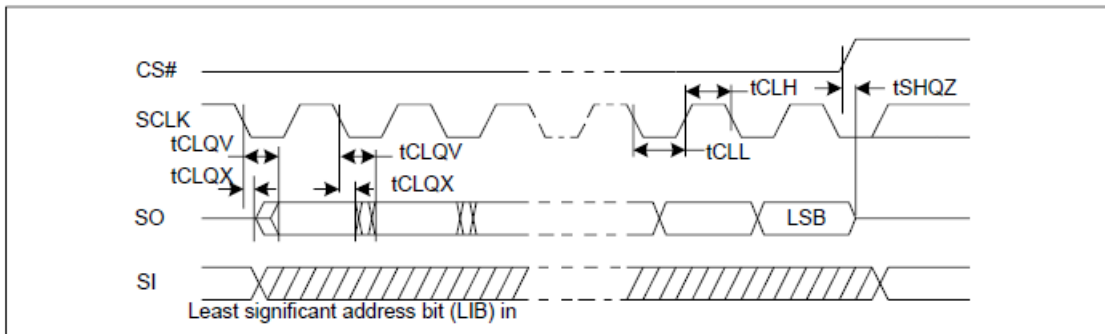 CS#
tCLH
tSHQZ
SCLK
tCLQV
tCLQV
tCLL
tCLQX
tCLQX
SO
LSB
SI
Least significant address bit (LIB) in